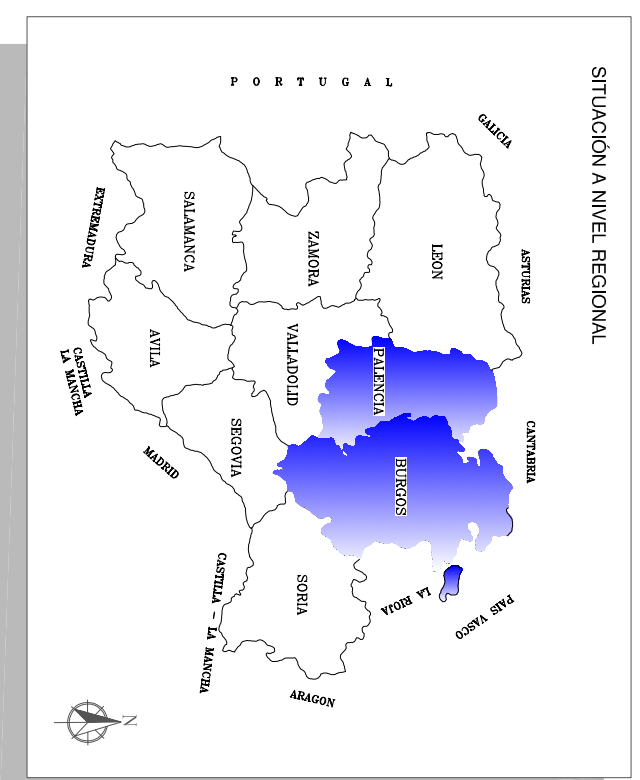 SITUACIÓN A NIVEL REGIONAL
GALICIA
ASTURIAS
CANTABRIA
PAIS VASCO
LA RIOJA
LEON
PALENCIA
BURGOS
PORTUGAL
ZAMORA
VALLADOLID
SORIA
SALAMANCA
AVILA
SEGOVIA
ARAGON
EXTREMADURA
CASTILLA
LA MANCHA
MADRID
CASTILLA – LA MANCHA
N